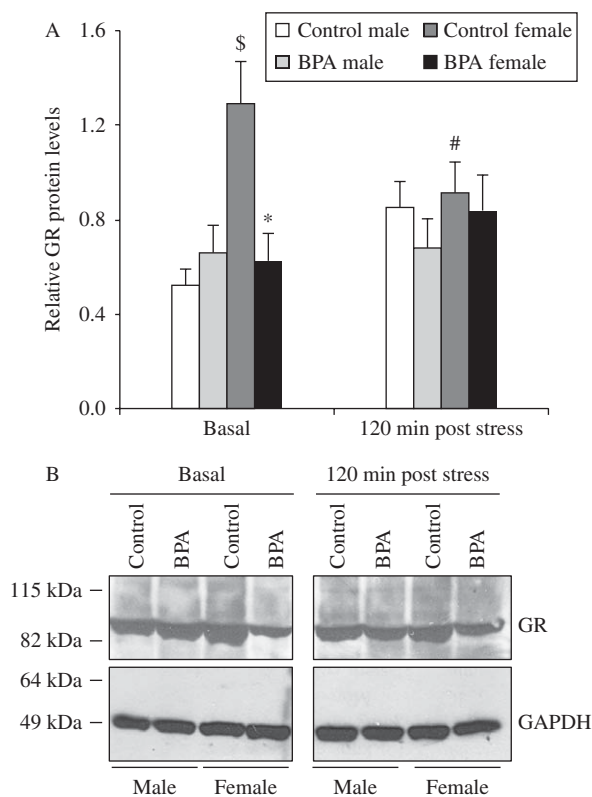 A
Control male
Control female
BPA male
BPA female
Relative GR protein levels
1.6
1.2
0.8
0.4
0.0
$
*
#
Basal
120 min post stress
B
Basal
120 min post stress
Control
BPA
Control
BPA
Control
BPA
Control
BPA
115 kDa
82 kDa
GR
64 kDa
49 kDa
GAPDH
Male
Female
Male
Female